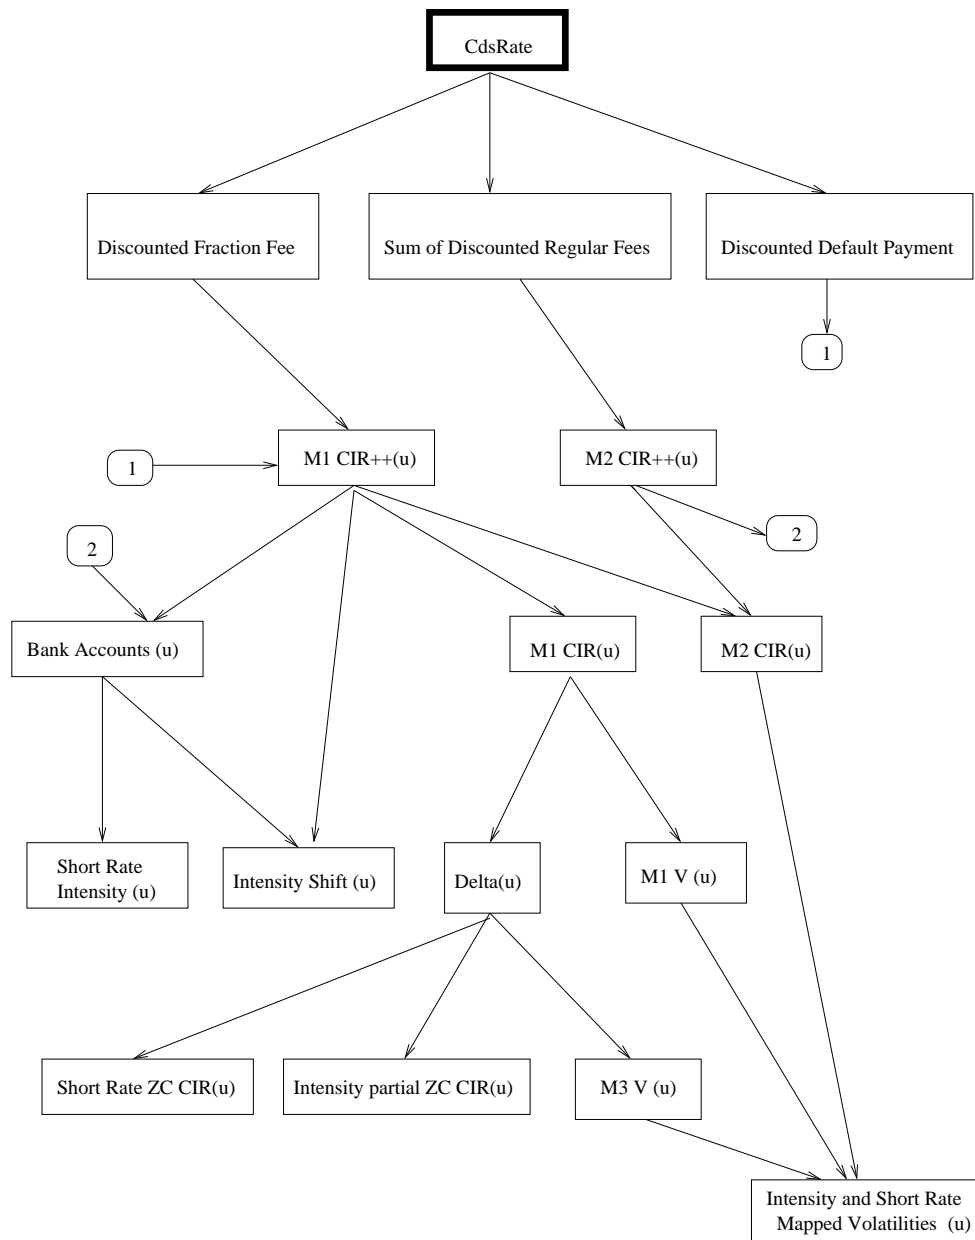 CdsRate
Discounted Fraction Fee
Sum of Discounted Regular Fees
Discounted Default Payment
1
M1 CIR++(u)
M2 CIR++(u)
1
2
2
Bank Accounts (u)
M1 CIR(u)
M2 CIR(u)
Short Rate
Intensity (u)
Intensity Shift (u)
Delta(u)
M1 V (u)
Short Rate ZC CIR(u)
Intensity partial ZC CIR(u)
M3 V (u)
Intensity and Short Rate
Mapped Volatilities (u)